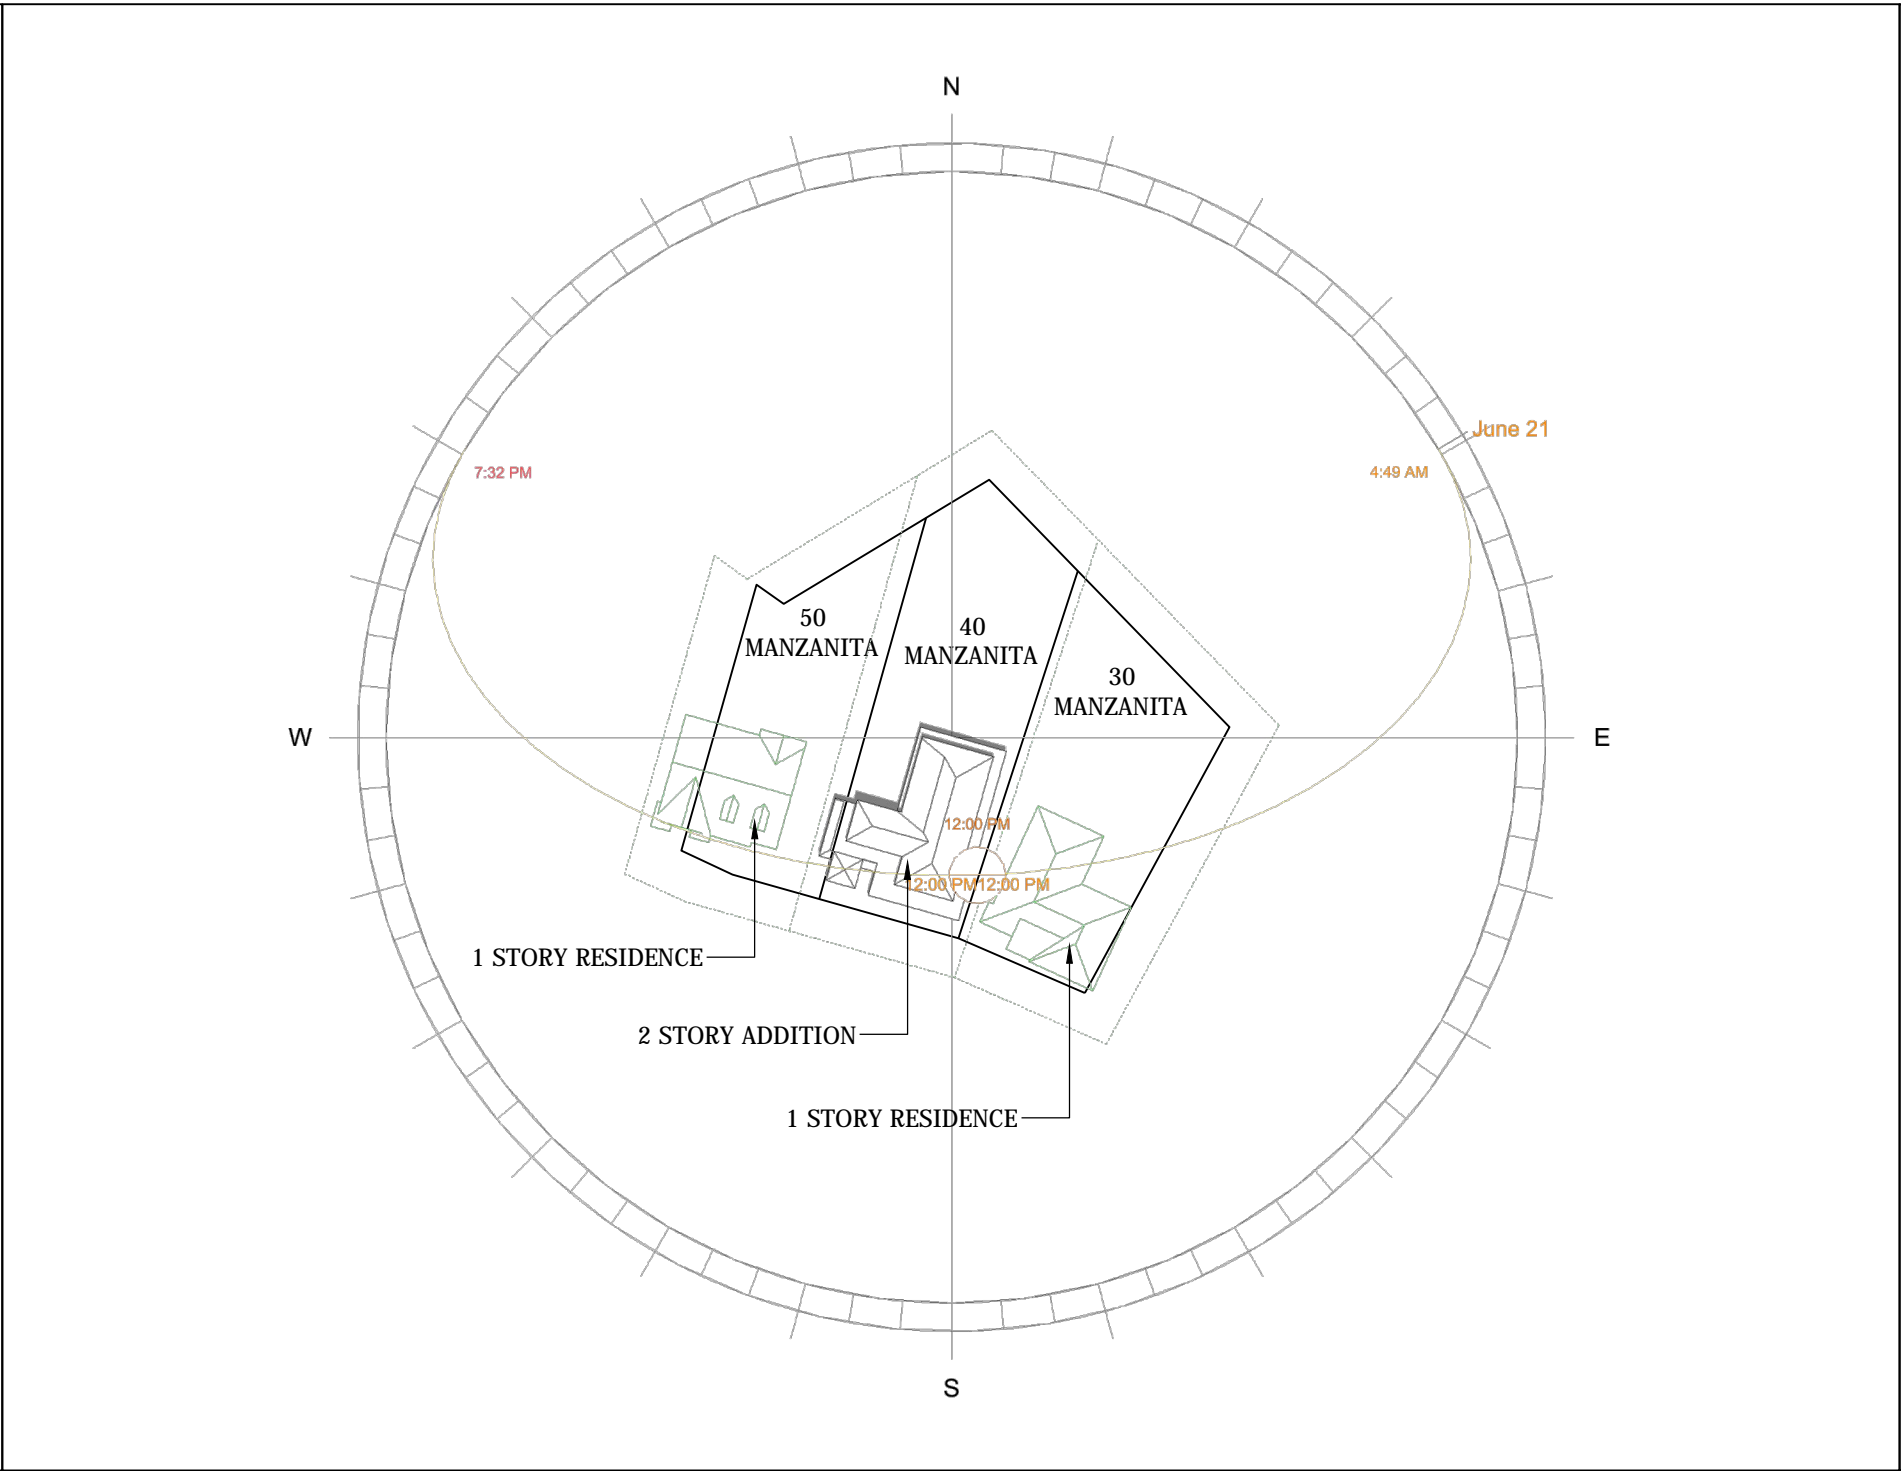 N
June 21
7:32 PM
4:49 AM
50
MANZANITA
40
MANZANITA
30
MANZANITA
W
E
12:00 PM
12:00 PM
12:00 PM
1 STORY RESIDENCE
2 STORY ADDITION
1 STORY RESIDENCE
S